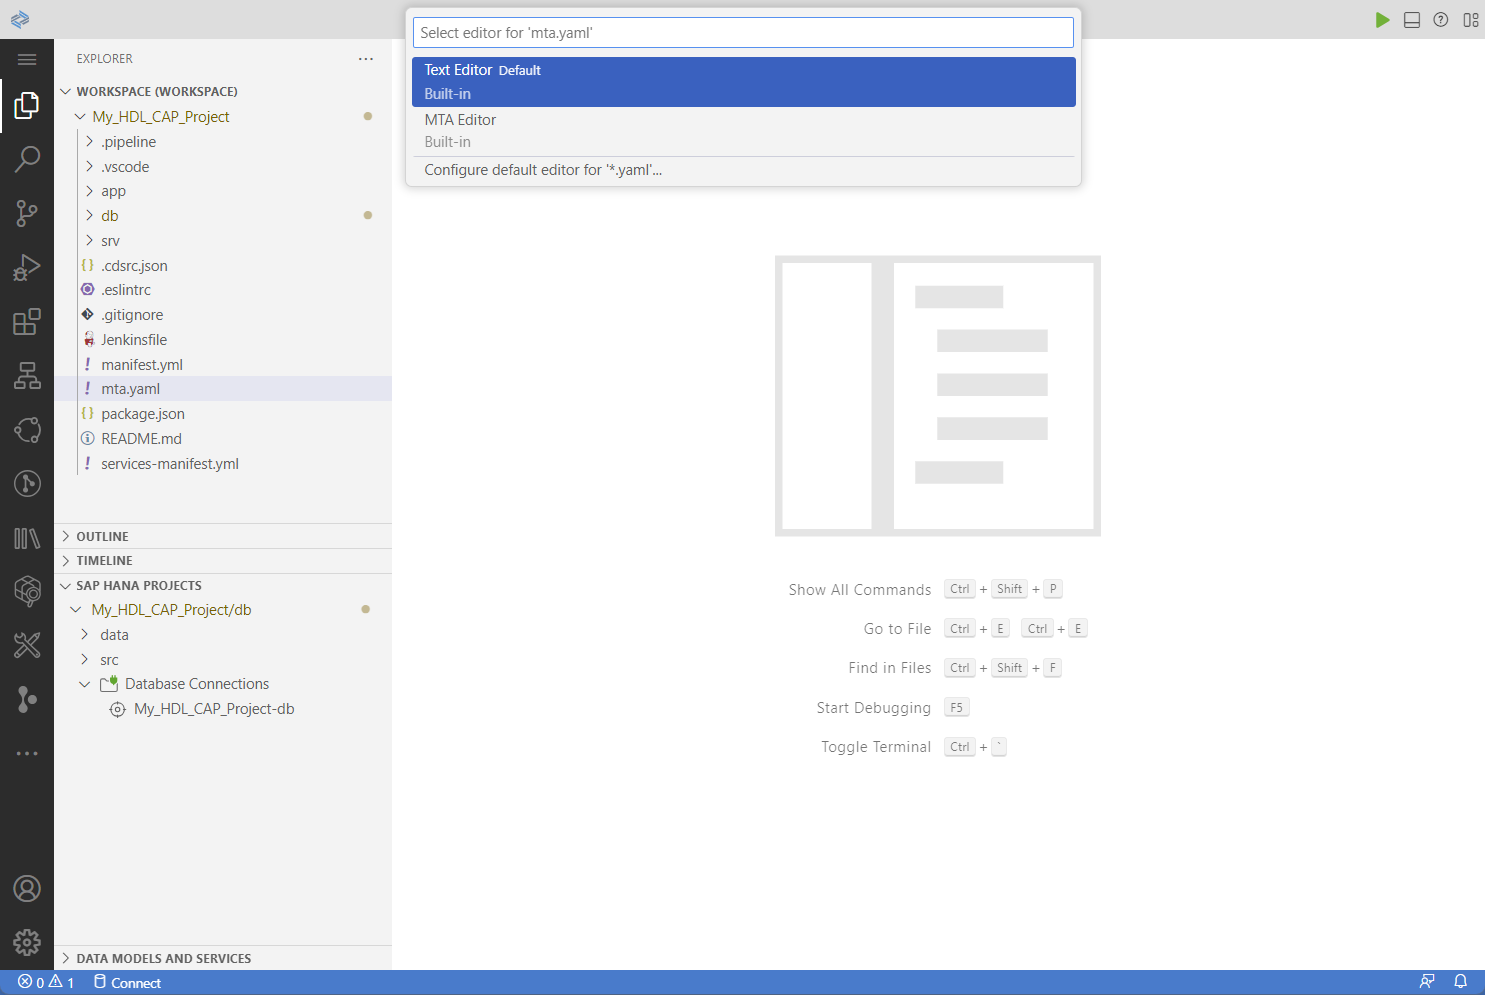 Select editor for 'mta.yaml'
Text Editor Default
Built-in
MTA Editor
Built-in
Configure default editor for '*.yaml'...
EXPLORER
WORKSPACE (WORKSPACE)
My_HDL_CAP_Project
.pipeline
.vscode
app
db
srv
{} .cdsrc.json
.eslintrc
.gitignore
Jenkinsfile
! manifest.yml
! mta.yaml
{} package.json
README.md
! services-manifest.yml
OUTLINE
TIMELINE
SAP HANA PROJECTS
My_HDL_CAP_Project/db
data
src
Database Connections
My_HDL_CAP_Project-db
DATA MODELS AND SERVICES
Show All Commands Ctrl + Shift + P
Go to File Ctrl + E Ctrl + E
Find in Files Ctrl + Shift + F
Start Debugging F5
Toggle Terminal Ctrl + `
0 1 Connect